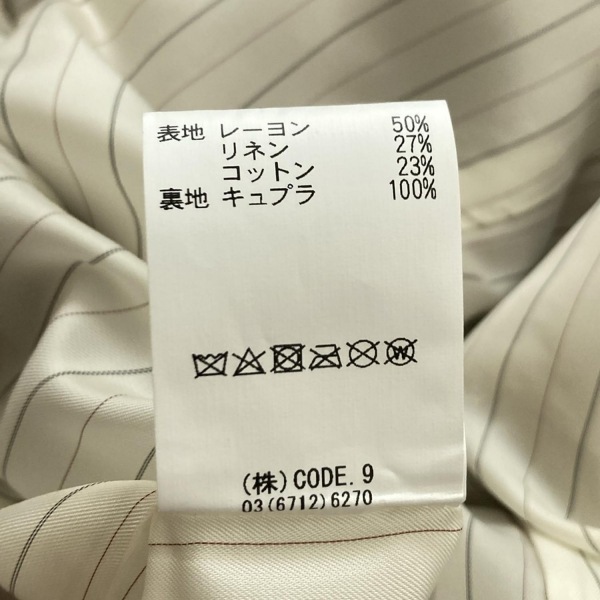 表地 レーヨン 50%
リネン 27%
コットン 23%
裏地 キュプラ 100%
(株)CODE.9
03(6712)6270